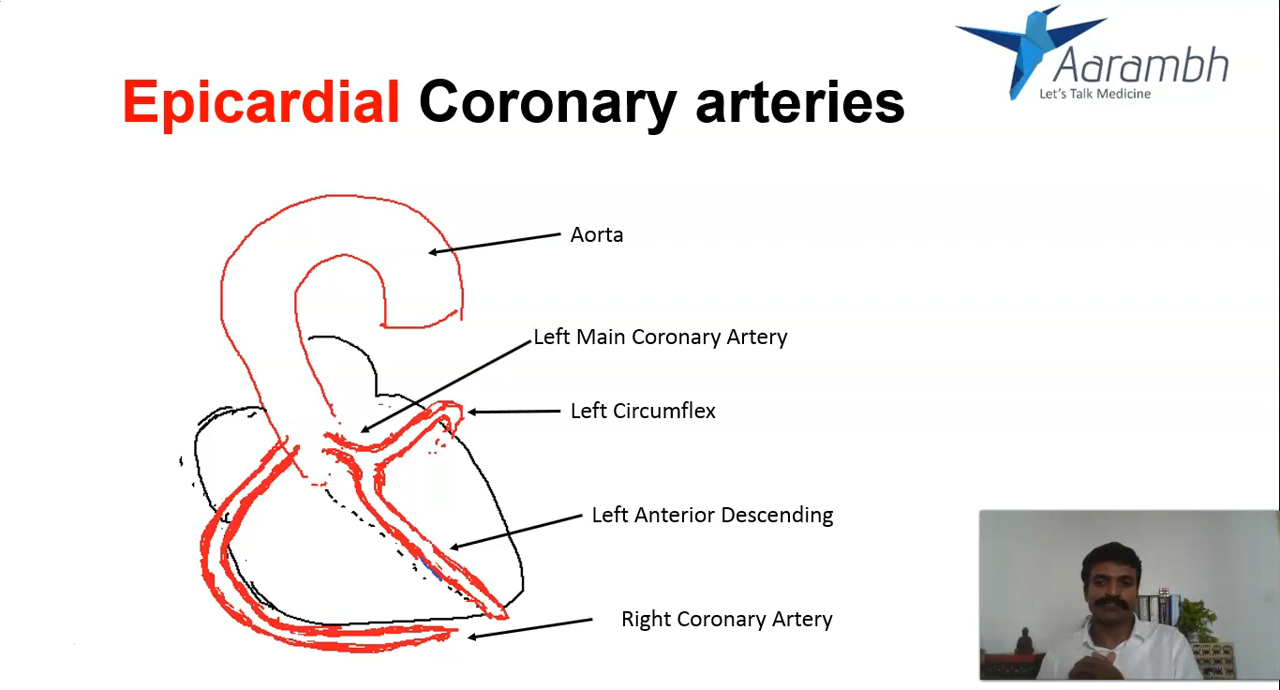 Aarambh
Let's Talk Medicine
Epicardial Coronary arteries
Aorta
Left Main Coronary Artery
Left Circumflex
Left Anterior Descending
Right Coronary Artery